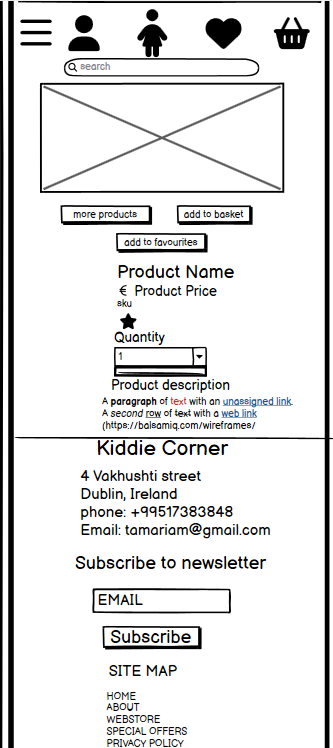 search
more products
add to basket
add to favourites
Product Name
€ Product Price
sku
Quantity
1
Product description
A paragraph of text with an unassigned link.
A second row of text with a web link
(https://balsamiq.com/wireframes/
Kiddie Corner
4 Vakhushti street
Dublin, Ireland
phone: +99517383848
Email: tamariam@gmail.com
Subscribe to newsletter
EMAIL
Subscribe
SITE MAP
HOME
ABOUT
WEBSTORE
SPECIAL OFFERS
PRIVACY POLICY